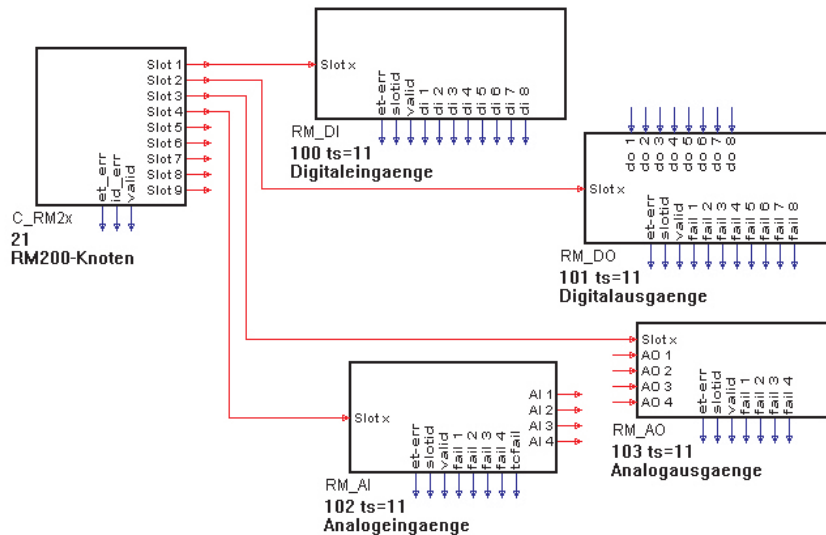 Slot 1
Slot 2
Slot 3
Slot 4
Slot 5
Slot 6
Slot 7
Slot 8
Slot 9
et_err
id_err
valid
C_RM2x
21
RM200-Knoten
Slot x
et-err
slotid
valid
di 1
di 2
di 3
di 4
di 5
di 6
di 7
di 8
RM_DI
100 ts=11
Digitaleingaenge
do 1
do 2
do 3
do 4
do 5
do 6
do 7
do 8
Slot x
et-err
slotid
valid
fail 1
fail 2
fail 3
fail 4
fail 5
fail 6
fail 7
fail 8
RM_DO
101 ts=11
Digitalausgaenge
Slot x
AO 1
AO 2
AO 3
AO 4
et-err
slotid
valid
fail 1
fail 2
fail 3
fail 4
RM_AO
103 ts=11
Analogausgaenge
Slot x
AI 1
AI 2
AI 3
AI 4
et-err
slotid
valid
fail 1
fail 2
fail 3
fail 4
tcfail
RM_AI
102 ts=11
Analogeingaenge